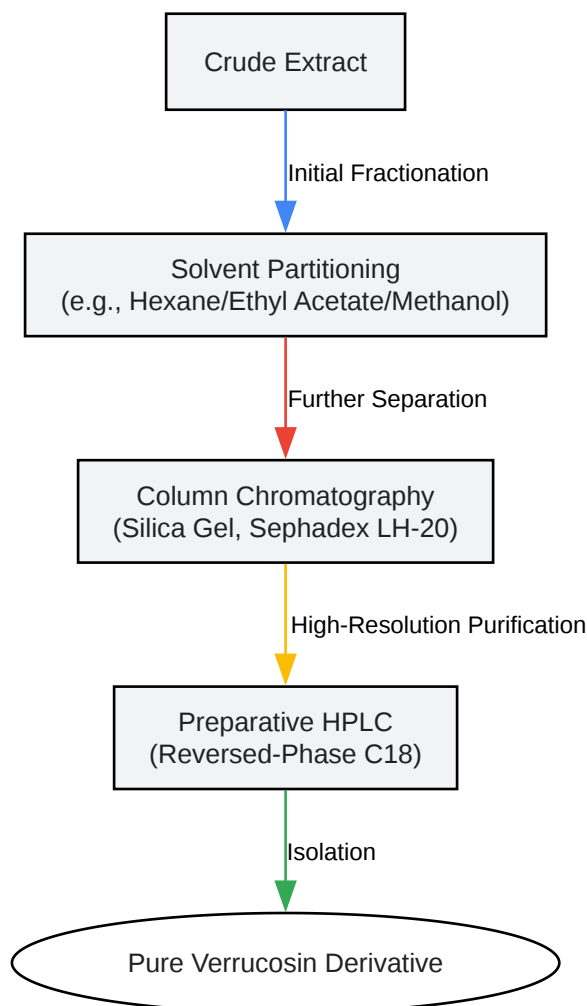 Crude Extract
Initial Fractionation
Solvent Partitioning
(e.g., Hexane/Ethyl Acetate/Methanol)
Further Separation
Column Chromatography
(Silica Gel, Sephadex LH-20)
High-Resolution Purification
Preparative HPLC
(Reversed-Phase C18)
Isolation
Pure Verrucosin Derivative